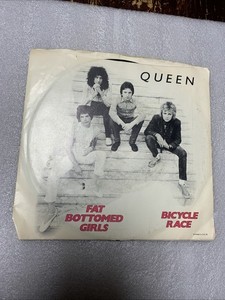 QUEEN
FAT
BOTTOMED
GIRLS
BICYCLE
RACE